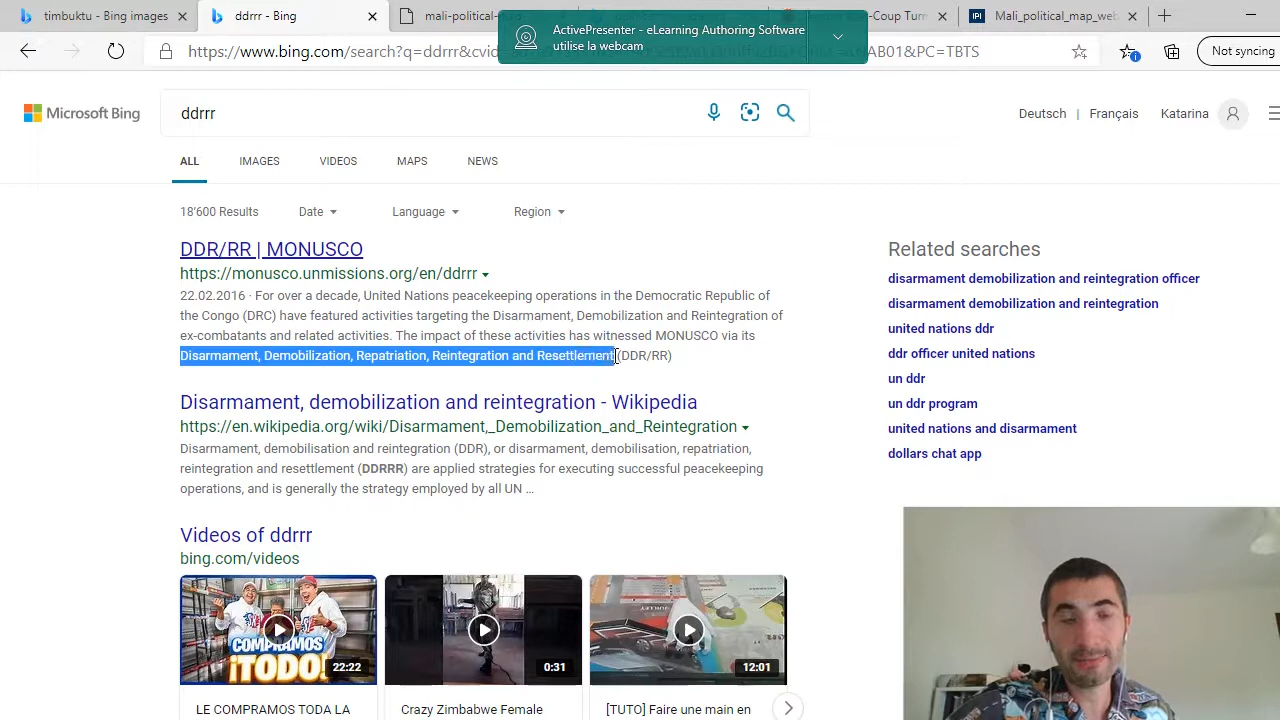 timbuktu - Bing images
ddrrr - Bing
mali-political-
-Coup Turn
Mali_political_map_web
ActivePresenter - eLearning Authoring Software
utilise la webcam
https://www.bing.com/search?q=ddrrr&cvid
AB01&PC=TBTS
Not syncing
Microsoft Bing
ddrrr
Deutsch | Français
Katarina
ALL
IMAGES
VIDEOS
MAPS
NEWS
18'600 Results
Date
Language
Region
DDR/RR | MONUSCO
https://monusco.unmissions.org/en/ddrrr
22.02.2016 · For over a decade, United Nations peacekeeping operations in the Democratic Republic of
the Congo (DRC) have featured activities targeting the Disarmament, Demobilization and Reintegration of
ex-combatants and related activities. The impact of these activities has witnessed MONUSCO via its
Disarmament, Demobilization, Repatriation, Reintegration and Resettlement (DDR/RR)
Disarmament, demobilization and reintegration - Wikipedia
https://en.wikipedia.org/wiki/Disarmament,_Demobilization_and_Reintegration
Disarmament, demobilisation and reintegration (DDR), or disarmament, demobilisation, repatriation,
reintegration and resettlement (DDRRR) are applied strategies for executing successful peacekeeping
operations, and is generally the strategy employed by all UN ...
Videos of ddrrr
bing.com/videos
COMPRAMOS
¡TODO!
22:22
0:31
JUILLET
12:01
LE COMPRAMOS TODA LA
Crazy Zimbabwe Female
[TUTO] Faire une main en
Related searches
disarmament demobilization and reintegration officer
disarmament demobilization and reintegration
united nations ddr
ddr officer united nations
un ddr
un ddr program
united nations and disarmament
dollars chat app